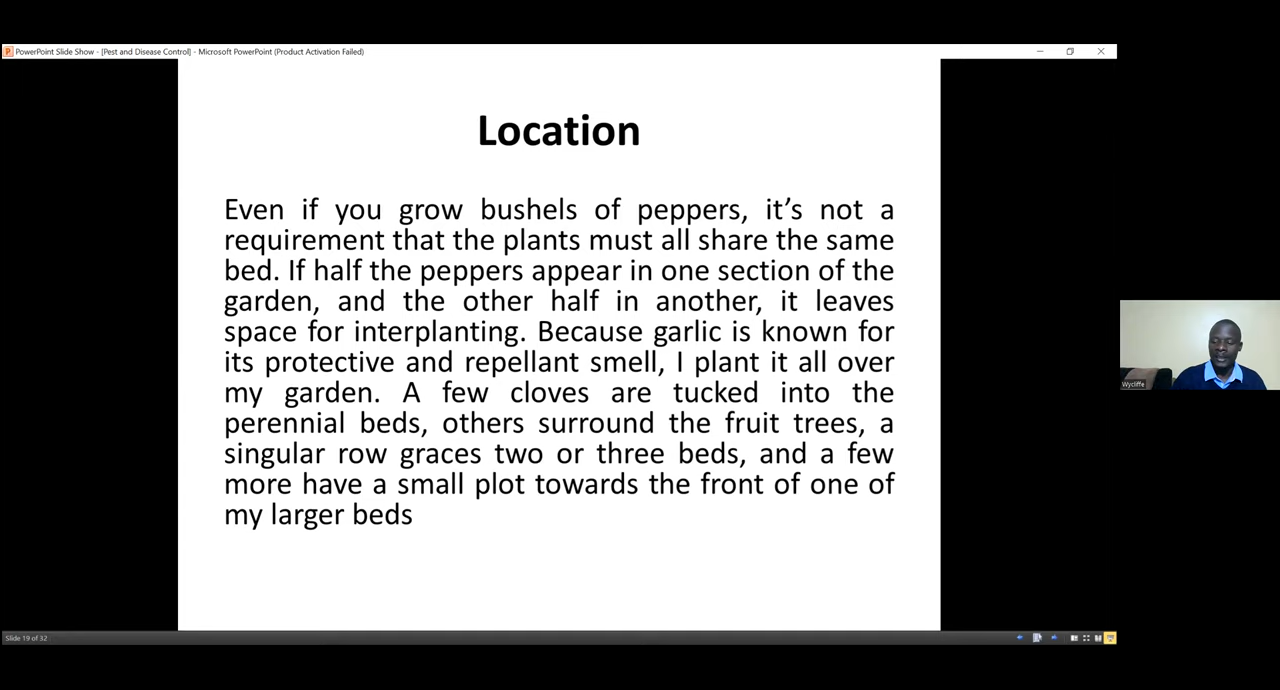 PowerPoint Slide Show - [Pest and Disease Control] - Microsoft PowerPoint (Product Activation Failed)
Location
Even if you grow bushels of peppers, it’s not a
requirement that the plants must all share the same
bed. If half the peppers appear in one section of the
garden, and the other half in another, it leaves
space for interplanting. Because garlic is known for
its protective and repellant smell, I plant it all over
my garden. A few cloves are tucked into the
perennial beds, others surround the fruit trees, a
singular row graces two or three beds, and a few
more have a small plot towards the front of one of
my larger beds
Wycliffe
Slide 19 of 32